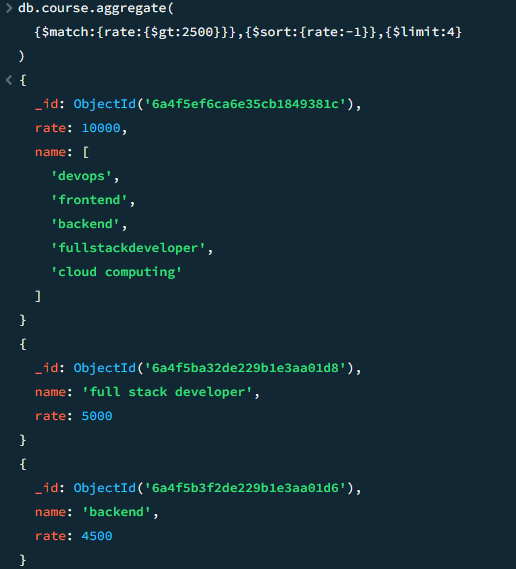 db.course.aggregate(
{$match:{rate:{$gt:2500}}},{$sort:{rate:-1}},{$limit:4}
)
{
_id: ObjectId('6a4f5ef6ca6e35cb1849381c'),
rate: 10000,
name: [
'devops',
'frontend',
'backend',
'fullstackdeveloper',
'cloud computing'
]
}
{
_id: ObjectId('6a4f5ba32de229b1e3aa01d8'),
name: 'full stack developer',
rate: 5000
}
{
_id: ObjectId('6a4f5b3f2de229b1e3aa01d6'),
name: 'backend',
rate: 4500
}